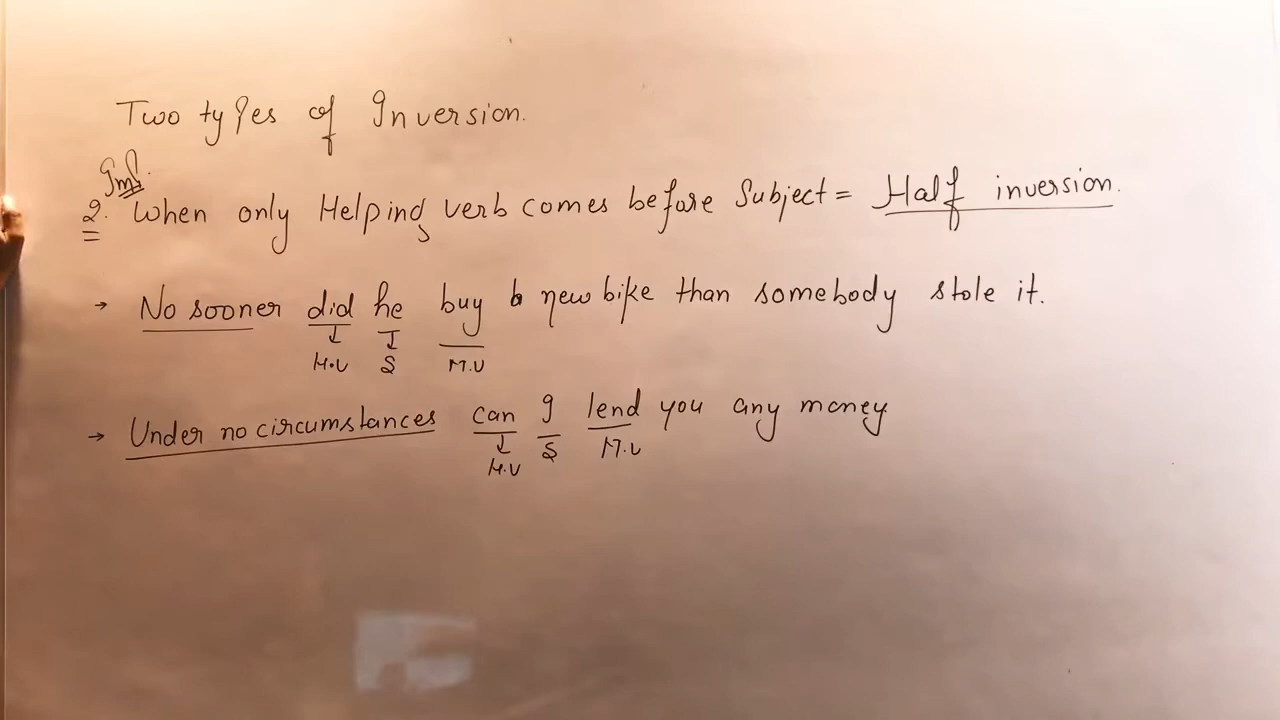 Two types of Inversion.
Imp.
2. When only Helping verb comes before Subject = Half inversion.
→ No sooner did he buy a new bike than somebody stole it.
H.V S M.V
→ Under no circumstances can I lend you any money
H.V S M.V